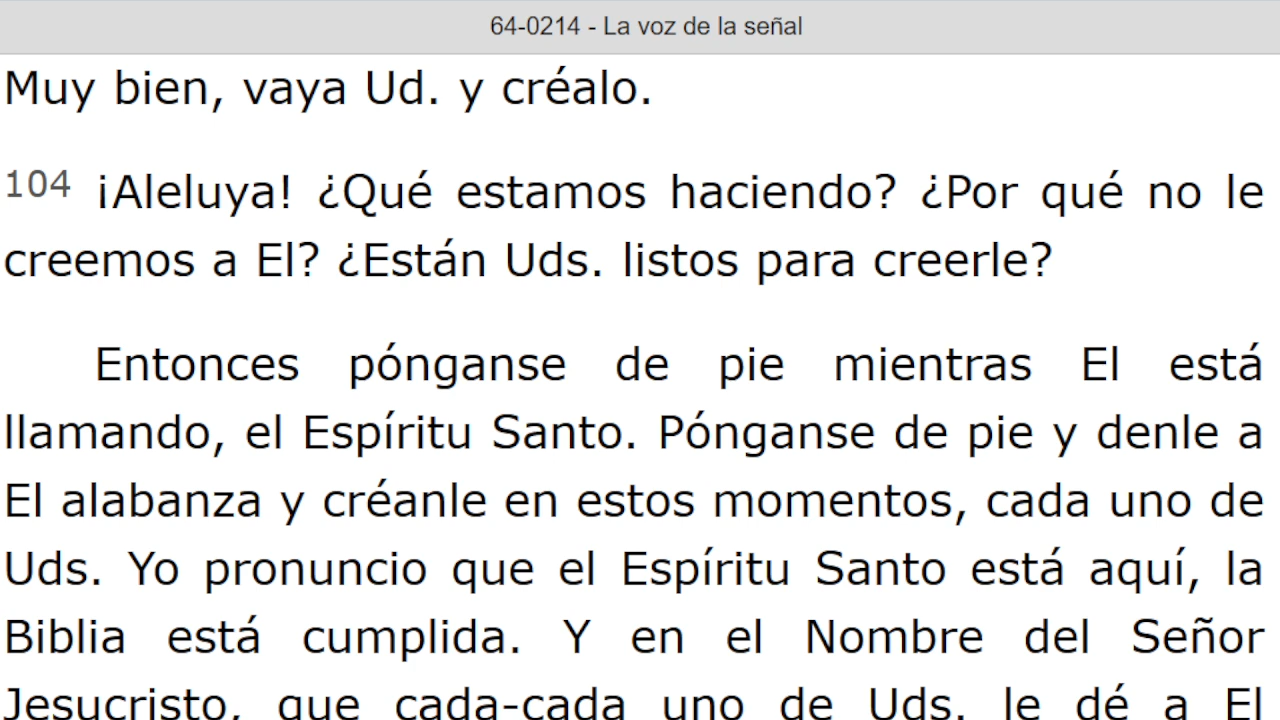 64-0214 - La voz de la señal
Muy bien, vaya Ud. y créalo.
104 ¡Aleluya! ¿Qué estamos haciendo? ¿Por qué no le
creemos a El? ¿Están Uds. listos para creerle?
Entonces pónganse de pie mientras El está
llamando, el Espíritu Santo. Pónganse de pie y denle a
El alabanza y créanle en estos momentos, cada uno de
Uds. Yo pronuncio que el Espíritu Santo está aquí, la
Biblia está cumplida. Y en el Nombre del Señor
Jesucristo, que cada-cada uno de Uds. le dé a El